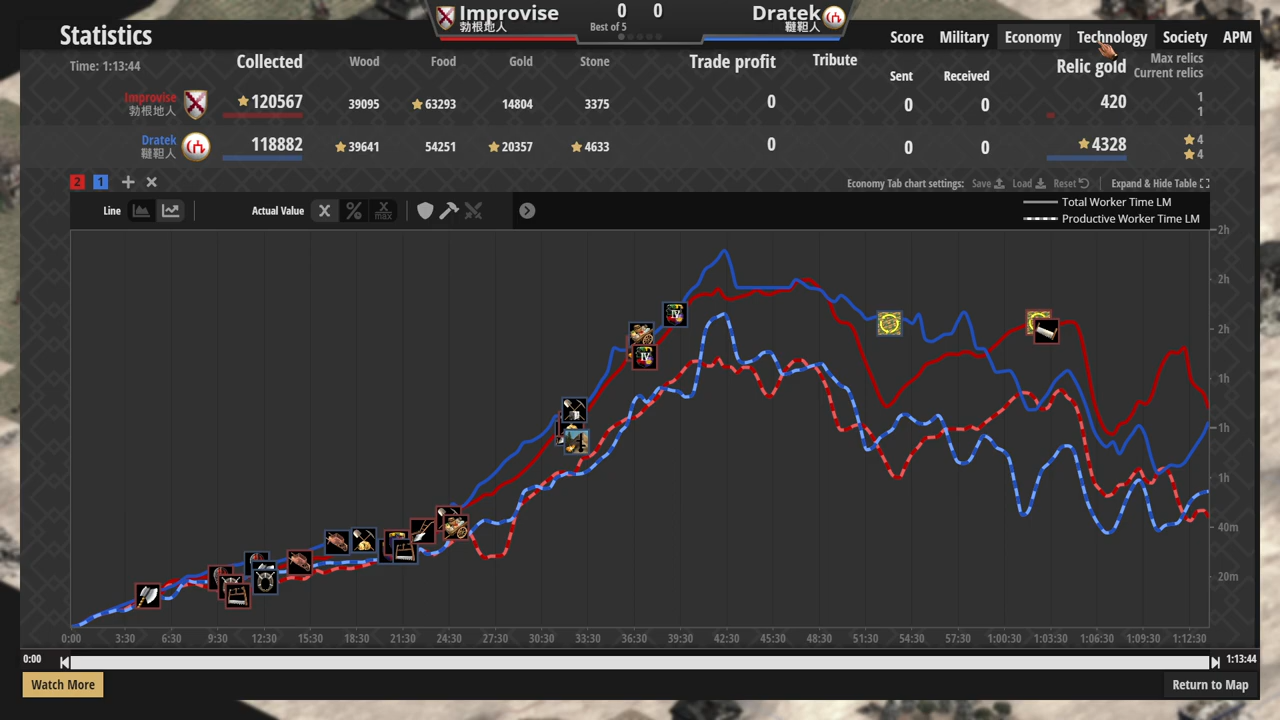 Improvise 0 0 Dratek
勃根地人 Best of 5 韃靼人
Statistics Score Military Economy Technology Society APM
Time: 1:13:44 Collected Wood Food Gold Stone Trade profit Tribute Sent Received Relic gold Max relics
Current relics
Improvise 120567 39095 63293 14804 3375 0 0 0 420 1
勃根地人 1
Dratek 118882 39641 54251 20357 4633 0 0 0 4328 4
韃靼人 4
2 1 Economy Tab chart settings: Save Load Reset Expand & Hide Table
Line Actual Value X % x/max Total Worker Time LM
Productive Worker Time LM
2h
2h
2h
1h
1h
1h
40m
20m
IV
IV
0:00 3:30 6:30 9:30 12:30 15:30 18:30 21:30 24:30 27:30 30:30 33:30 36:30 39:30 42:30 45:30 48:30 51:30 54:30 57:30 1:00:30 1:03:30 1:06:30 1:09:30 1:12:30
0:00 1:13:44
Watch More Return to Map